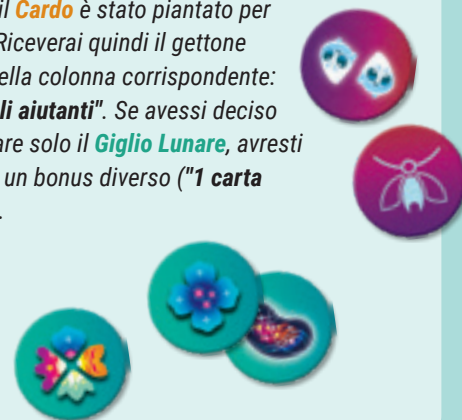 il Cardo è stato piantato per
Riceverai quindi il gettone
ella colonna corrispondente:
li aiutanti". Se avessi deciso
are solo il Giglio Lunare, avresti
un bonus diverso ("1 carta
.